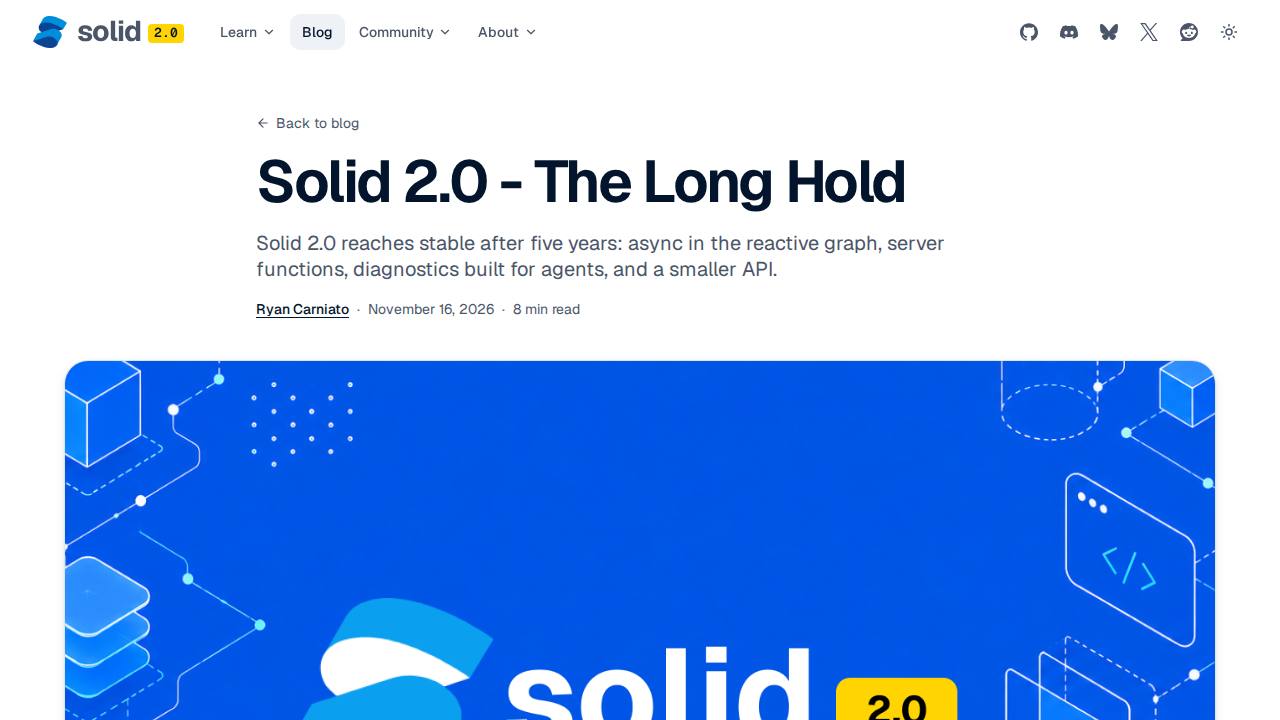 solid 2.0 Learn Blog Community About
← Back to blog
Solid 2.0 - The Long Hold
Solid 2.0 reaches stable after five years: async in the reactive graph, server
functions, diagnostics built for agents, and a smaller API.
Ryan Carniato · November 16, 2026 · 8 min read
</>
solid 2.0